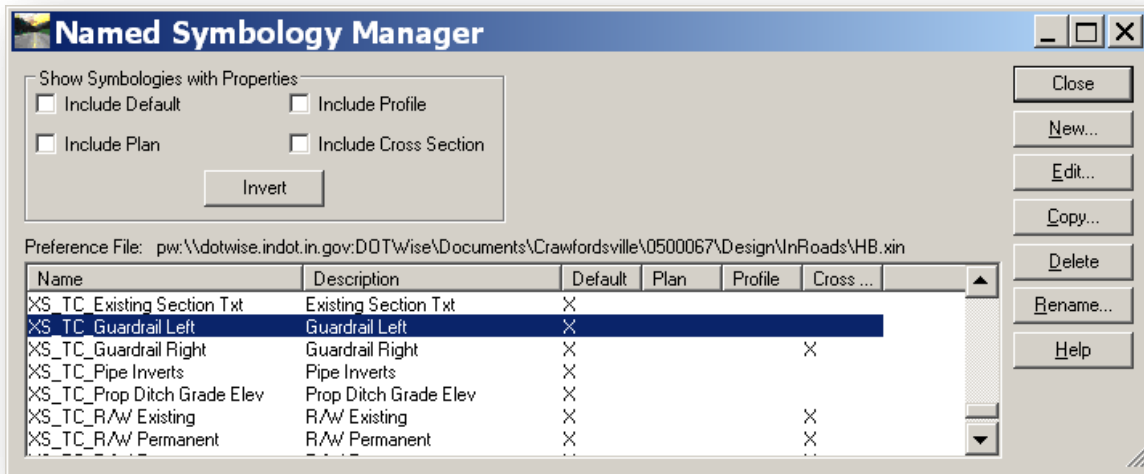 Named Symbology Manager
Show Symbologies with Properties
Include Default Include Profile
Include Plan Include Cross Section
Invert
Close
New...
Edit...
Copy...
Delete
Rename...
Help
Preference File: pw:\\dotwise.indot.in.gov:DOTWise\Documents\Crawfordsville\0500067\Design\InRoads\HB.xin
Name Description Default Plan Profile Cross ...
XS_TC_Existing Section Txt Existing Section Txt X
XS_TC_Guardrail Left Guardrail Left X
XS_TC_Guardrail Right Guardrail Right X X
XS_TC_Pipe Inverts Pipe Inverts X
XS_TC_Prop Ditch Grade Elev Prop Ditch Grade Elev X
XS_TC_R/W Existing R/W Existing X X
XS_TC_R/W Permanent R/W Permanent X X